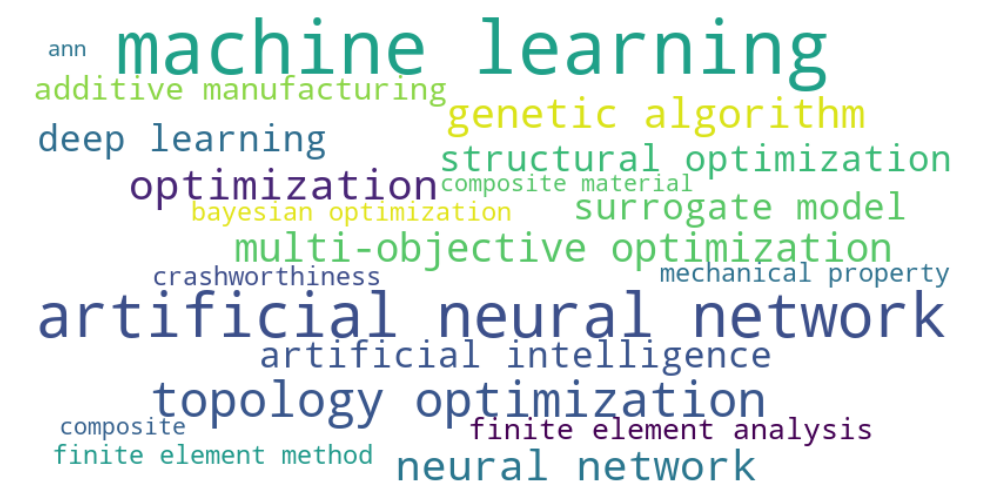 ann
machine learning
additive manufacturing
genetic algorithm
deep learning
structural optimization
optimization
composite material
bayesian optimization
surrogate model
multi-objective optimization
crashworthiness
mechanical property
artificial neural network
artificial intelligence
topology optimization
composite
finite element analysis
finite element method
neural network